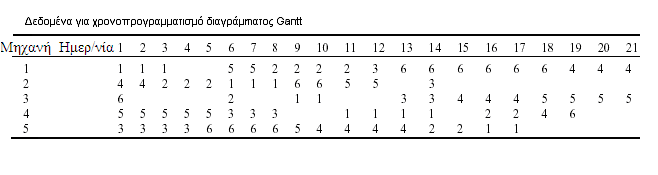 Δεδομένα για χρονοπρογραμματισμό διαγράμματος Gantt
Μηχανή Ημερ/νία 1 2 3 4 5 6 7 8 9 10 11 12 13 14 15 16 17 18 19 20 21
1 1 1 1 5 5 2 2 2 2 3 6 6 6 6 6 6 4 4 4
2 4 4 2 2 2 1 1 1 6 6 5 5 3
3 6 2 1 1 3 3 4 4 4 5 5 5 5
4 5 5 5 5 5 3 3 3 1 1 1 1 2 2 4 6
5 3 3 3 3 6 6 6 6 5 4 4 4 4 2 2 1 1